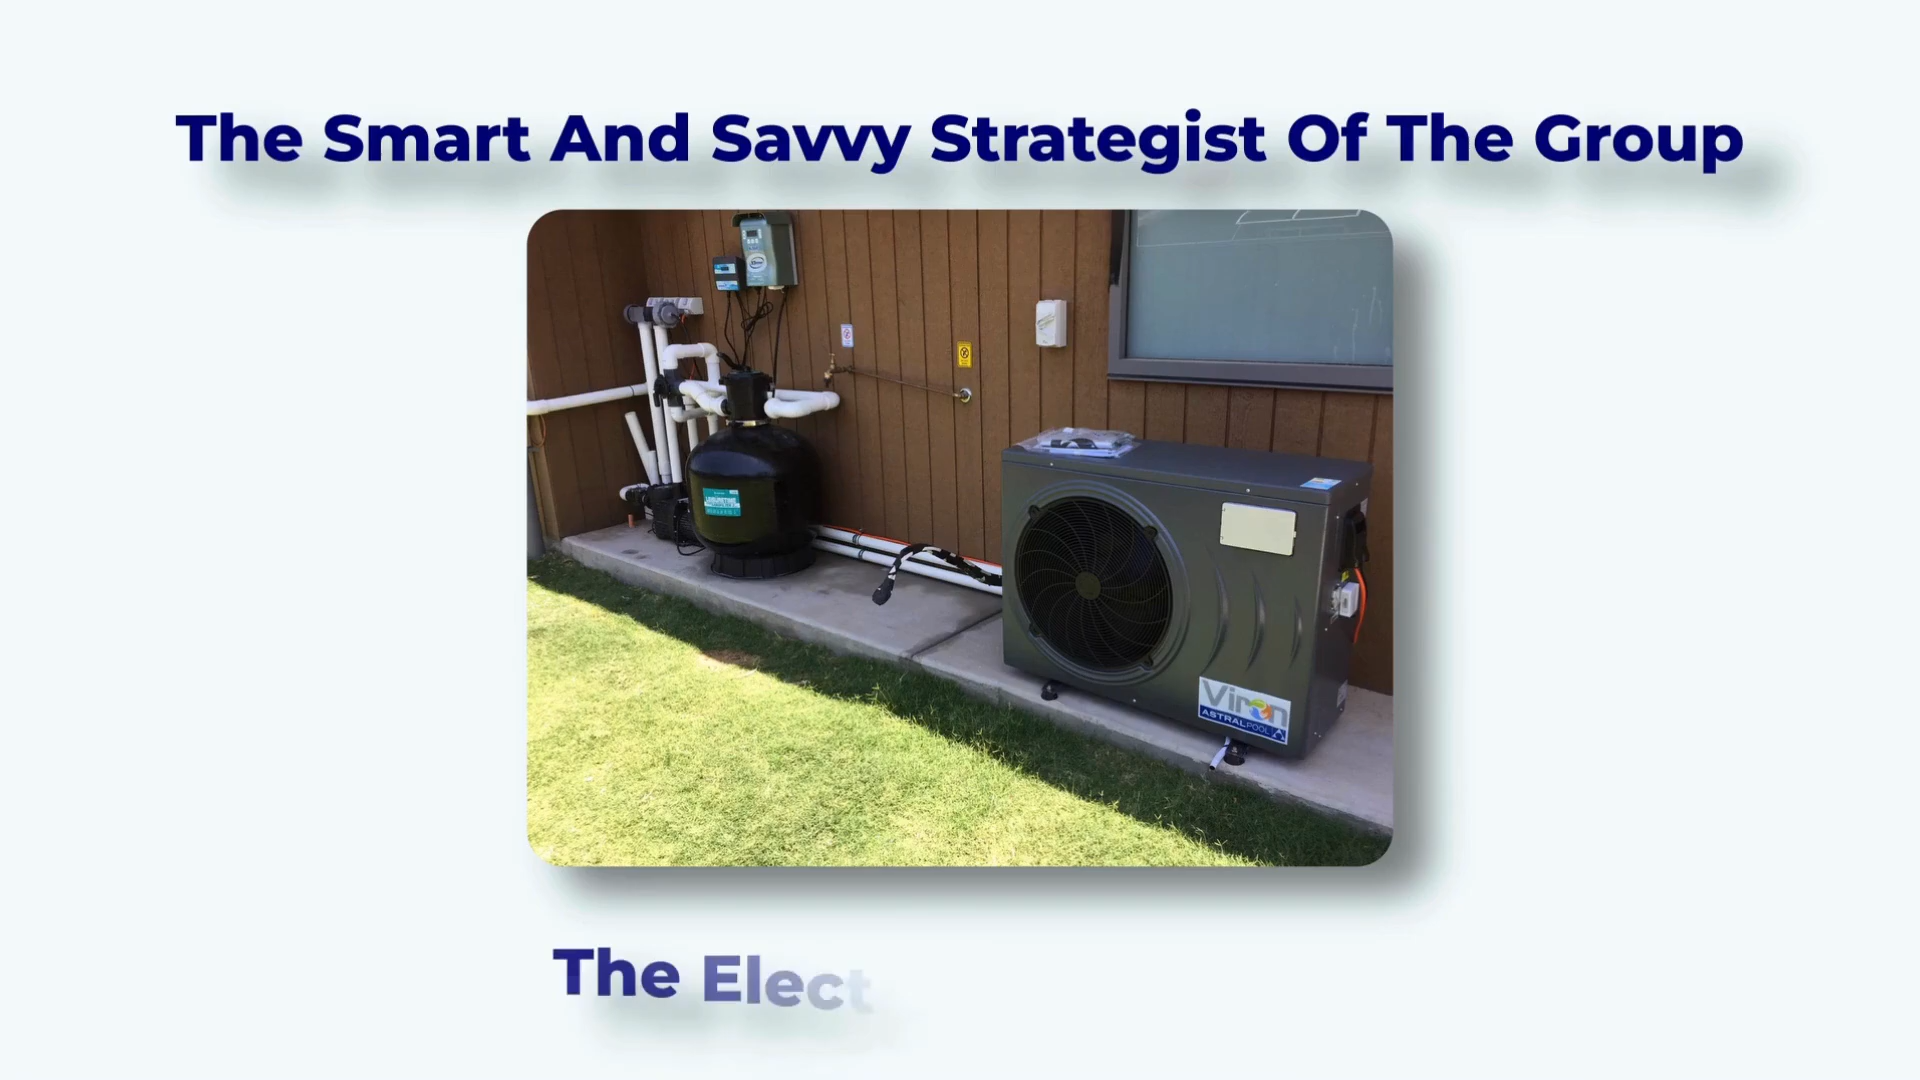 The Smart And Savvy Strategist Of The Group
Viron
ASTRALPOOL
The Elect